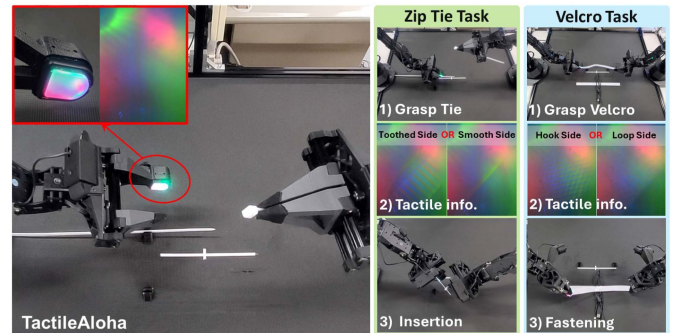 TactileAloha
Zip Tie Task
1) Grasp Tie
Toothed Side OR Smooth Side
2) Tactile info.
3) Insertion
Velcro Task
1) Grasp Velcro
Hook Side OR Loop Side
2) Tactile info.
3) Fastening